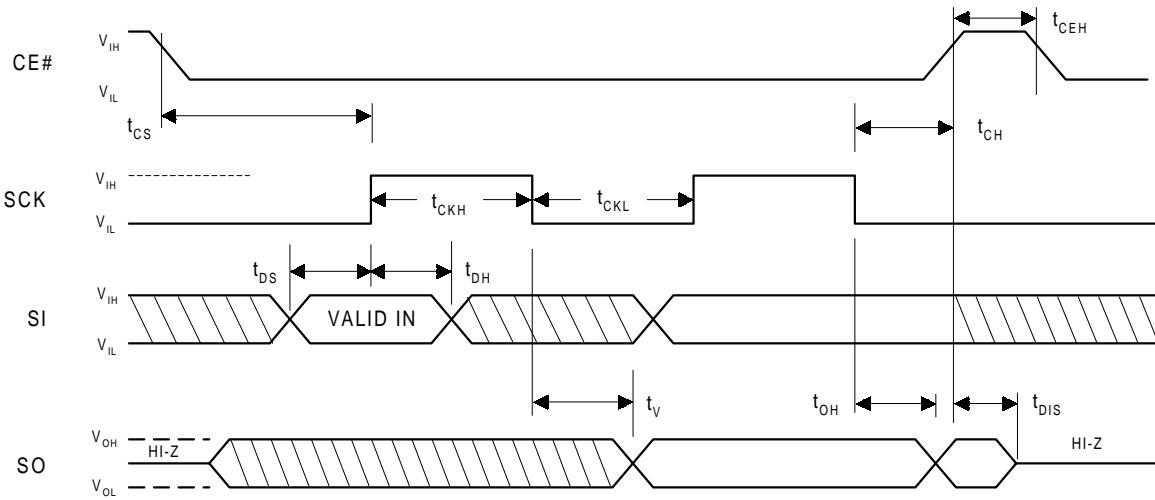 V_IH
t_CEH
CE#
V_IL
t_CS
t_CH
V_IH
SCK
t_CKH
t_CKL
V_IL
t_DS
t_DH
V_IH
SI
VALID IN
V_IL
t_V
t_OH
t_DIS
V_OH
HI-Z
HI-Z
SO
V_OL